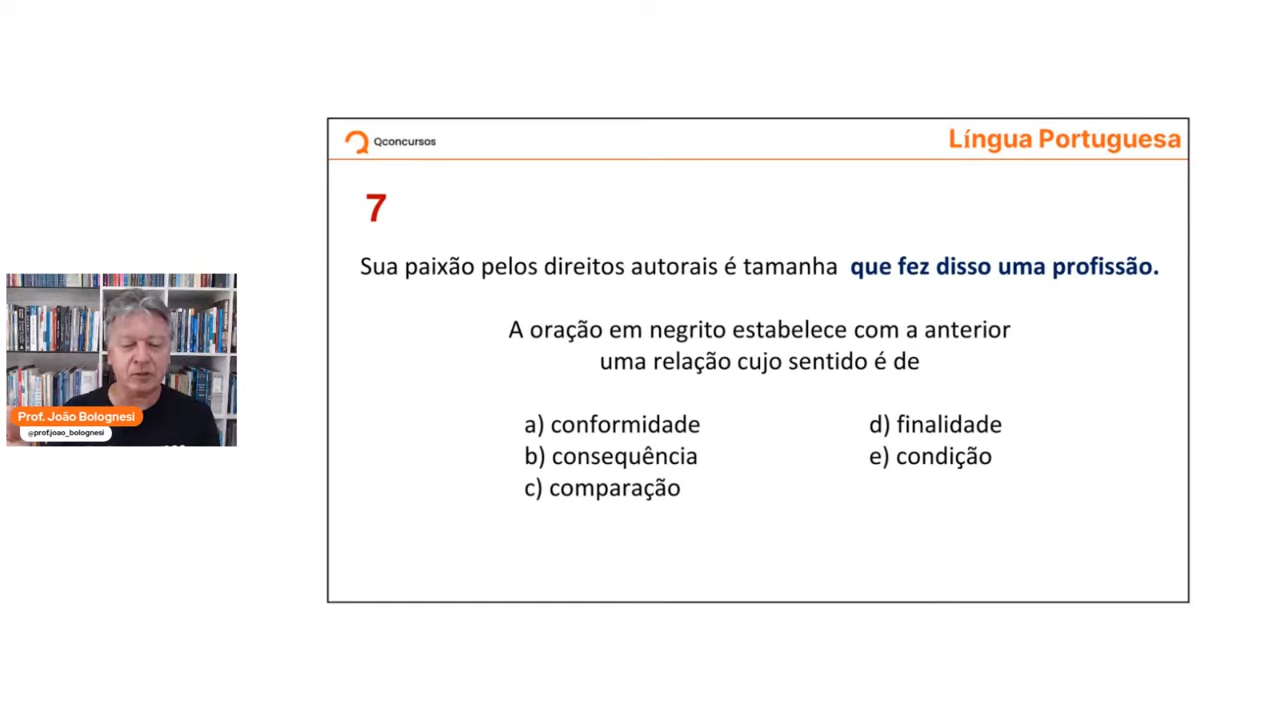 Qconcursos
Língua Portuguesa
7
Sua paixão pelos direitos autorais é tamanha que fez disso uma profissão.
A oração em negrito estabelece com a anterior
uma relação cujo sentido é de
a) conformidade
b) consequência
c) comparação
d) finalidade
e) condição
Prof. João Bolognesi
@prof.joao_bolognesi